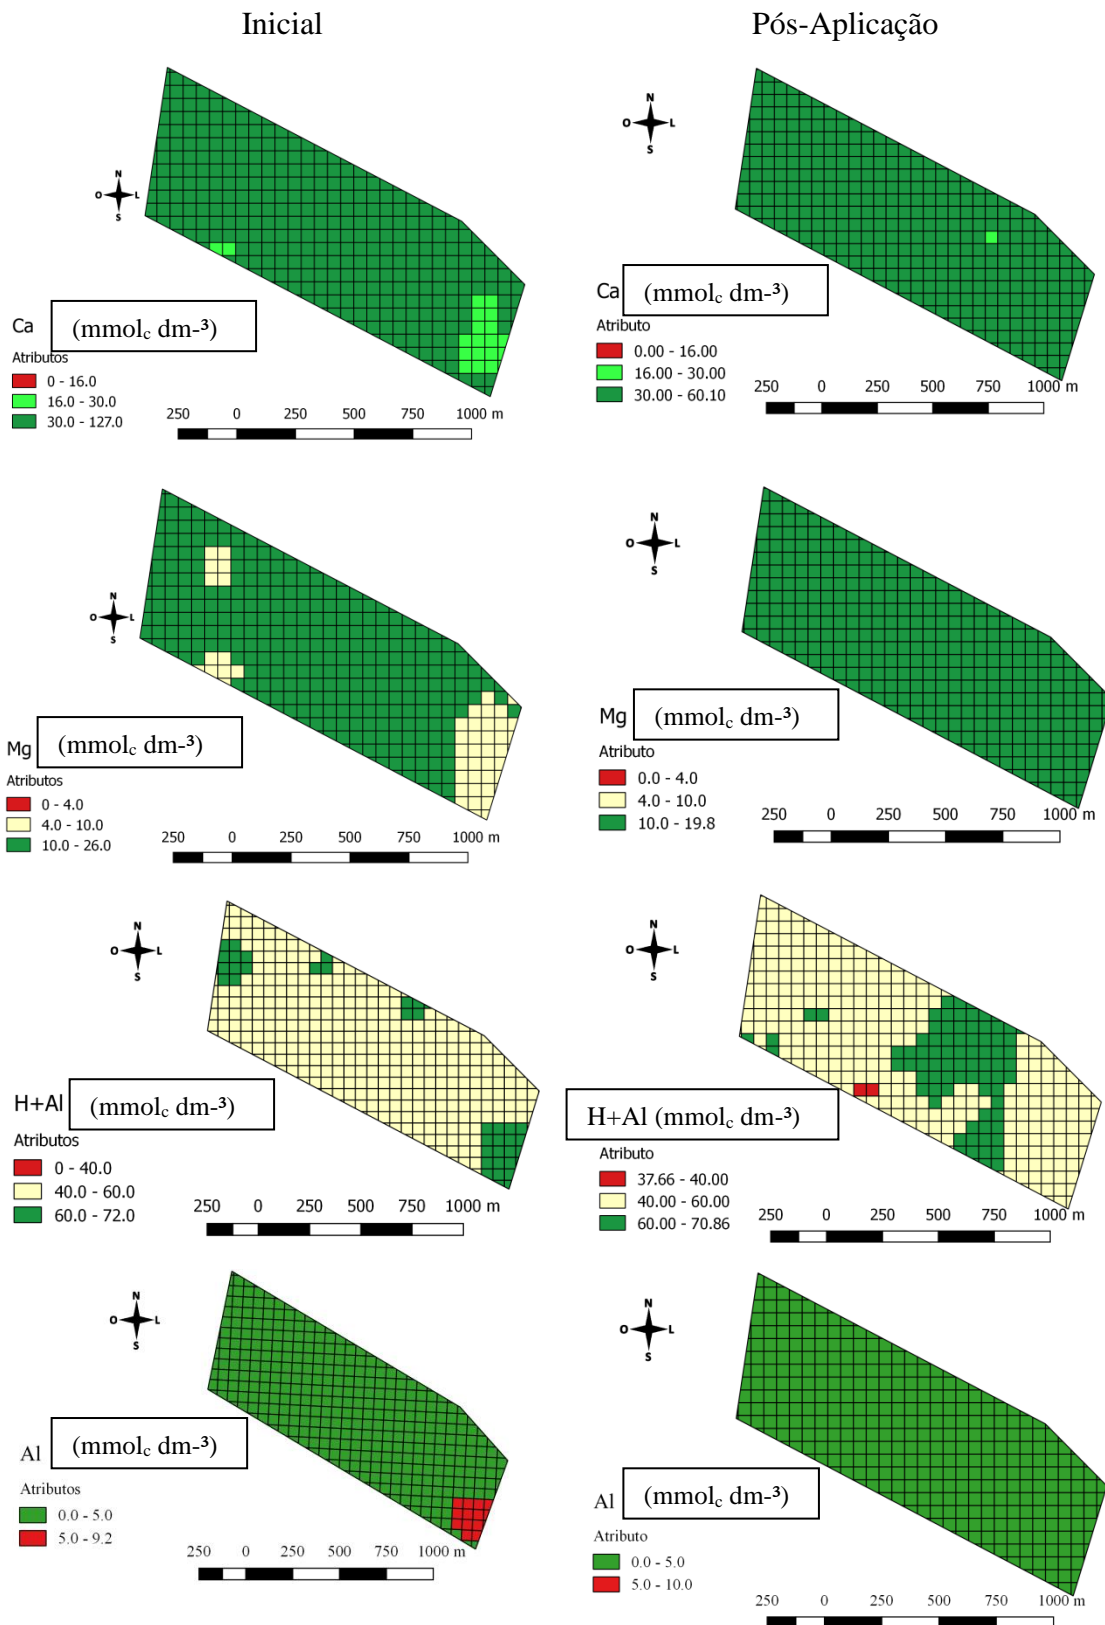 Inicial
Pós-Aplicação
N
O L
S
Ca (mmolc dm-³)
Atributos
0 - 16.0
16.0 - 30.0
30.0 - 127.0
250 0 250 500 750 1000 m
N
O L
S
Ca (mmolc dm-³)
Atributo
0.00 - 16.00
16.00 - 30.00
30.00 - 60.10
250 0 250 500 750 1000 m
N
O L
S
Mg (mmolc dm-³)
Atributos
0 - 4.0
4.0 - 10.0
10.0 - 26.0
250 0 250 500 750 1000 m
N
O L
S
Mg (mmolc dm-³)
Atributo
0.0 - 4.0
4.0 - 10.0
10.0 - 19.8
250 0 250 500 750 1000 m
N
O L
S
H+Al (mmolc dm-³)
Atributos
0 - 40.0
40.0 - 60.0
60.0 - 72.0
250 0 250 500 750 1000 m
N
O L
S
H+Al (mmolc dm-³)
Atributo
37.66 - 40.00
40.00 - 60.00
60.00 - 70.86
250 0 250 500 750 1000 m
N
O L
S
Al (mmolc dm-³)
Atributos
0.0 - 5.0
5.0 - 9.2
250 0 250 500 750 1000 m
N
O L
S
Al (mmolc dm-³)
Atributo
0.0 - 5.0
5.0 - 10.0
250 0 250 500 750 1000 m